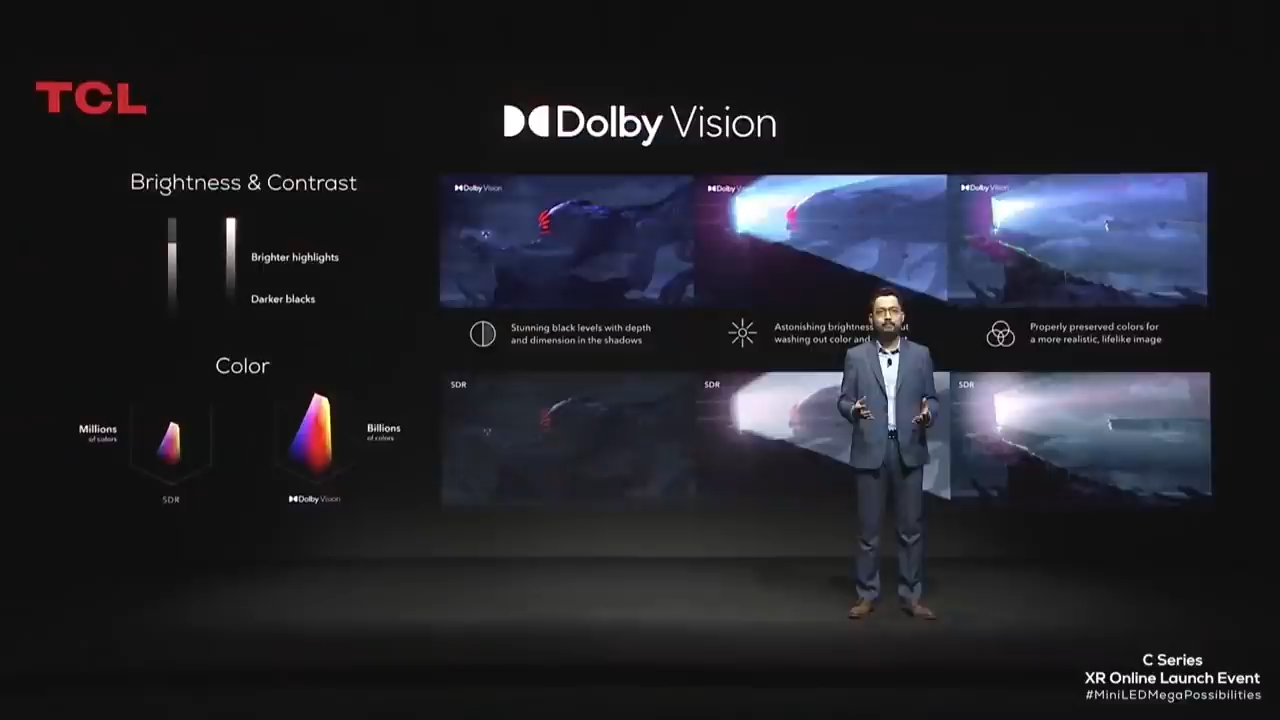 TCL
Dolby Vision
Brightness & Contrast
Brighter highlights
Darker blacks
Color
Millions
of colors
SDR
Billions
of colors
Dolby Vision
Dolby Vision
Dolby
Dolby Vision
Stunning black levels with depth
and dimension in the shadows
Astonishing brightness
washing out color and
Properly preserved colors for
a more realistic, lifelike image
SDR
SDR
SDR
C Series
XR Online Launch Event
#MiniLEDMegaPossibilities